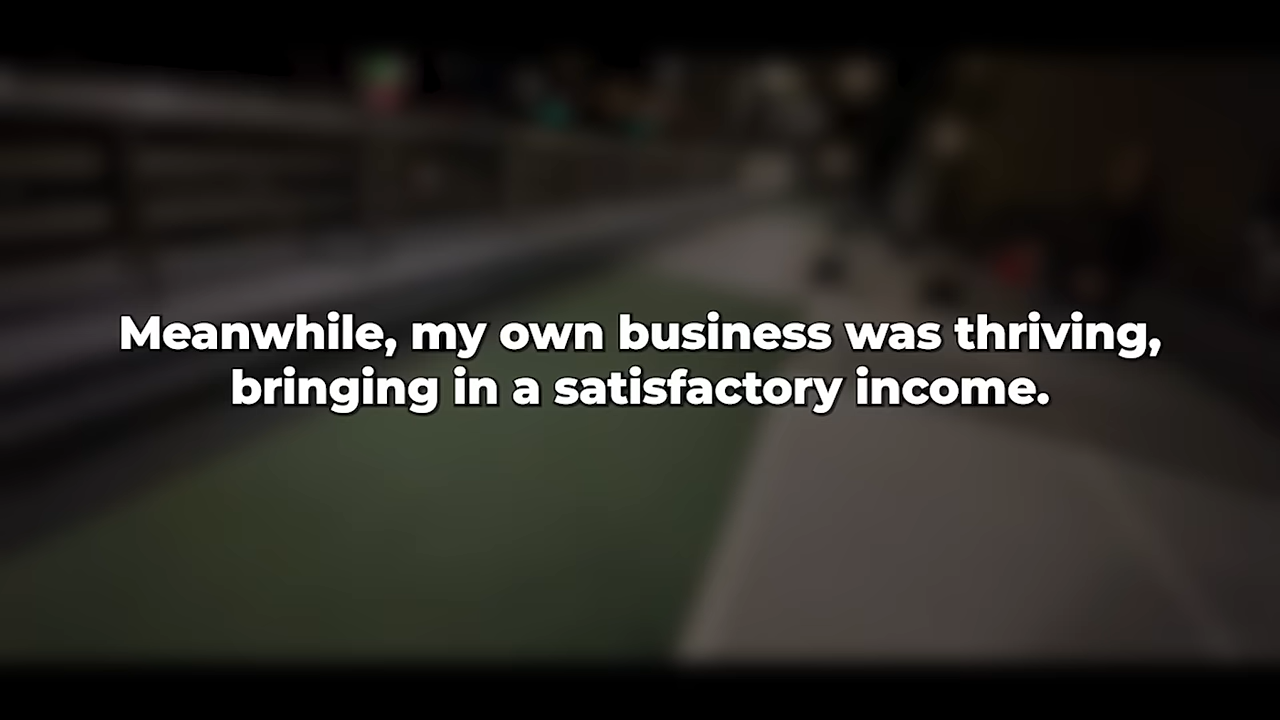 Meanwhile, my own business was thriving,
bringing in a satisfactory income.